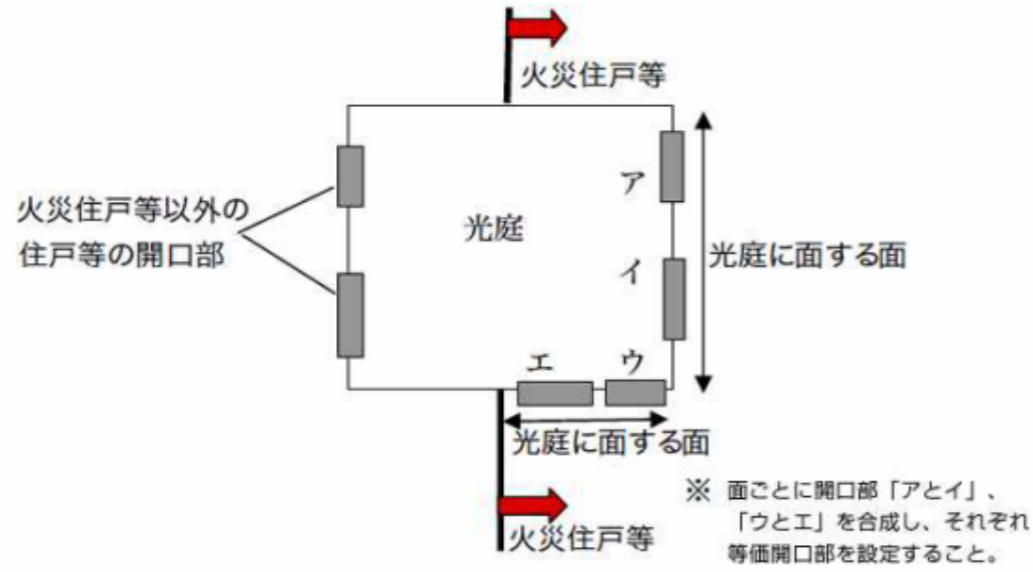 火災住戸等
火災住戸等以外の
住戸等の開口部
光庭
ア
イ
光庭に面する面
エ
ウ
光庭に面する面
火災住戸等
※ 面ごとに開口部「アとイ」、
「ウとエ」を合成し、それぞれ
等価開口部を設定すること。